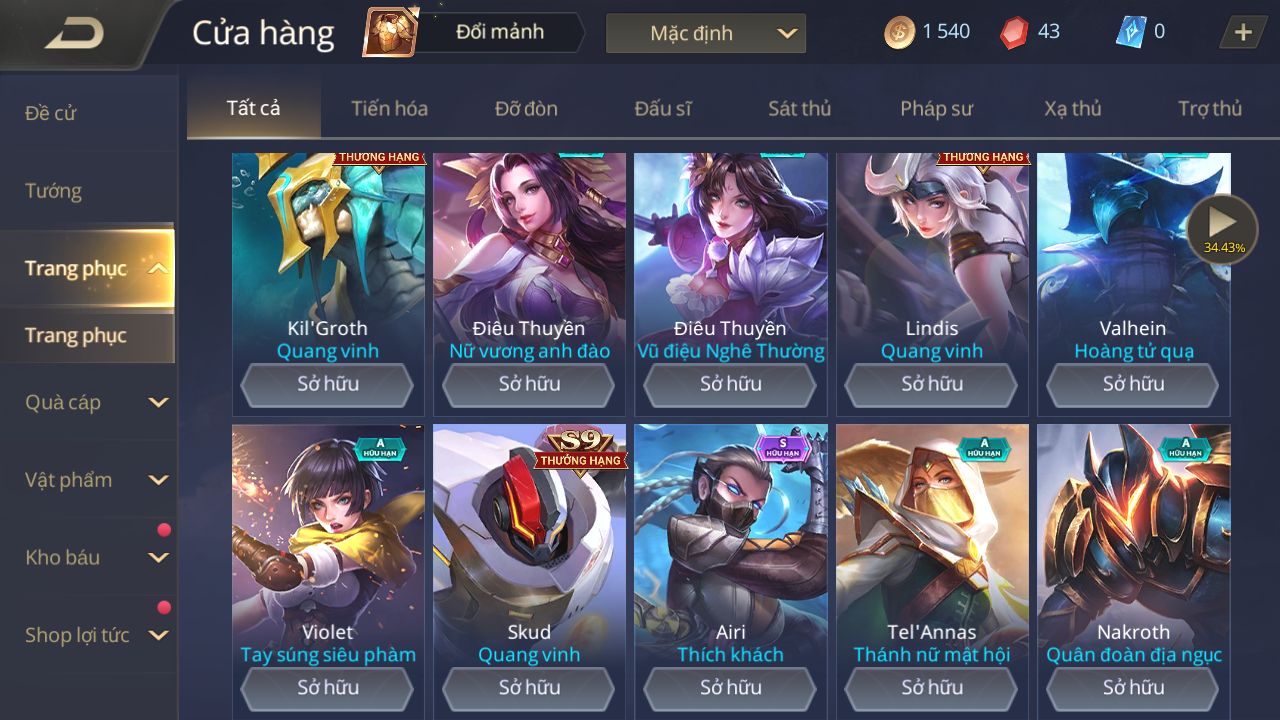 Cửa hàng
Đổi mảnh
Mặc định
1 540
43
0
Đề cử
Tướng
Trang phục
Trang phục
Quà cáp
Vật phẩm
Kho báu
Shop lợi tức
Tất cả
Tiến hóa
Đỡ đòn
Đấu sĩ
Sát thủ
Pháp sư
Xạ thủ
Trợ thủ
THƯỞNG HẠNG
THƯỞNG HẠNG
34.43%
Kil'Groth
Quang vinh
Sở hữu
Điêu Thuyền
Nữ vương anh đào
Sở hữu
Điêu Thuyền
Vũ điệu Nghê Thường
Sở hữu
Lindis
Quang vinh
Sở hữu
Valhein
Hoàng tử quạ
Sở hữu
A
HỮU HẠN
Violet
Tay súng siêu phàm
Sở hữu
S9
THƯỞNG HẠNG
Skud
Quang vinh
Sở hữu
S
HỮU HẠN
Airi
Thích khách
Sở hữu
A
HỮU HẠN
Tel'Annas
Thánh nữ mật hội
Sở hữu
A
HỮU HẠN
Nakroth
Quân đoàn địa ngục
Sở hữu